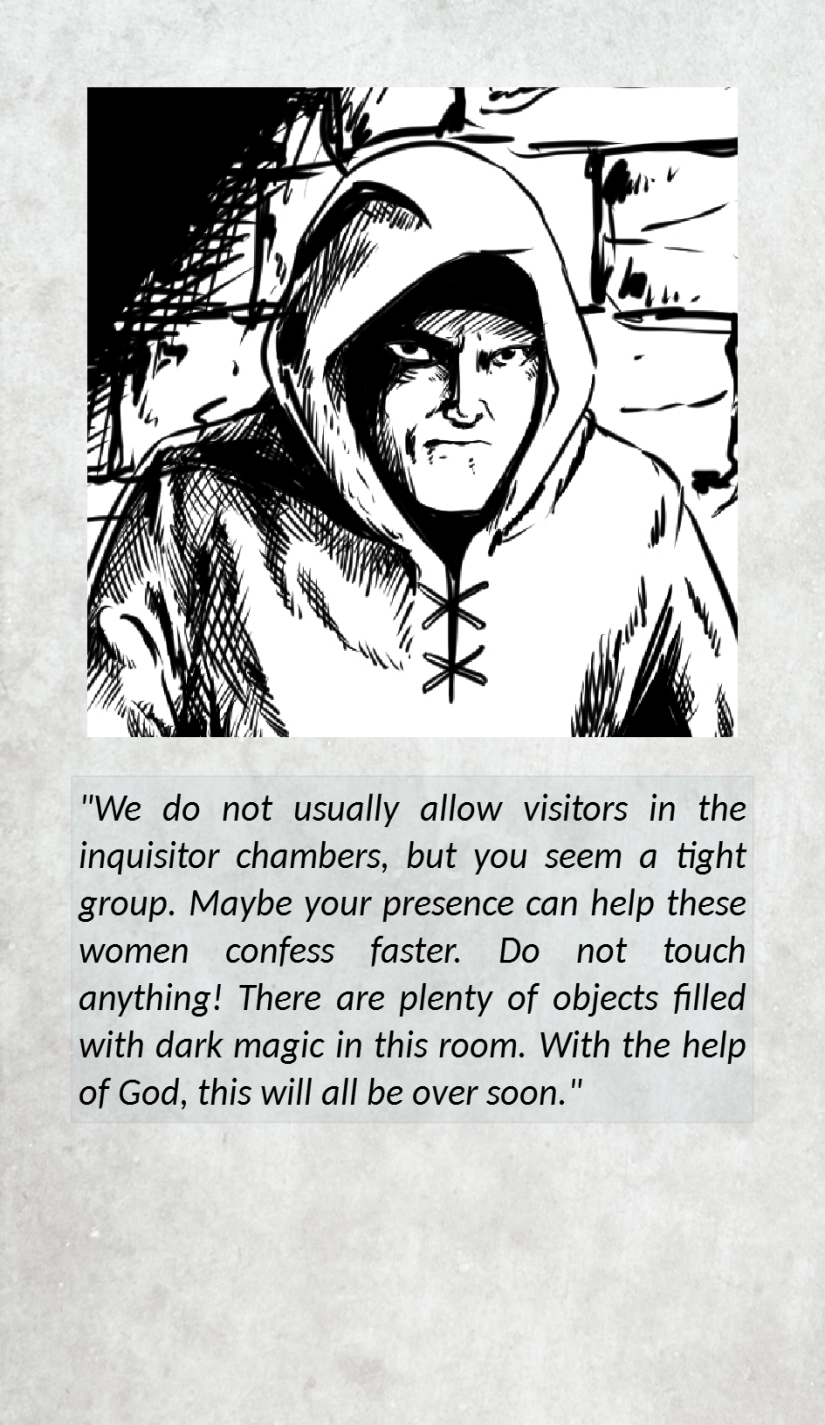 "We do not usually allow visitors in the
inquisitor chambers, but you seem a tight
group. Maybe your presence can help these
women confess faster. Do not touch
anything! There are plenty of objects filled
with dark magic in this room. With the help
of God, this will all be over soon."